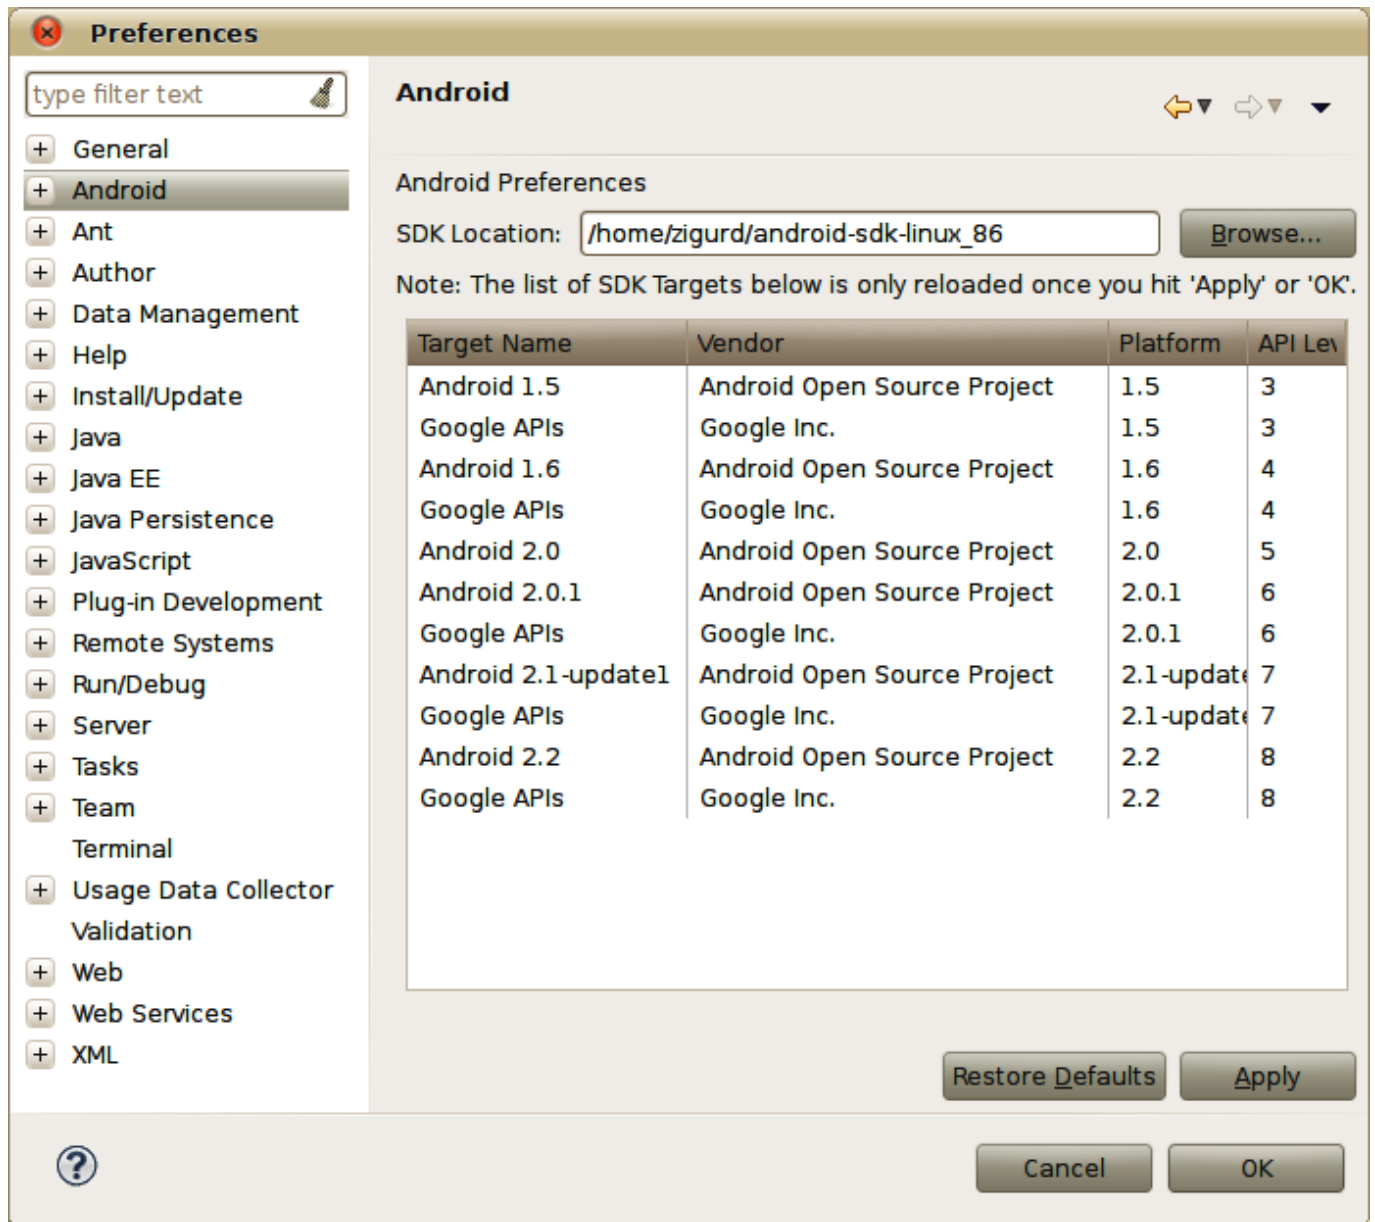 Preferences
type filter text
General
Android
Ant
Author
Data Management
Help
Install/Update
Java
Java EE
Java Persistence
JavaScript
Plug-in Development
Remote Systems
Run/Debug
Server
Tasks
Team
Terminal
Usage Data Collector
Validation
Web
Web Services
XML
Android
Android Preferences
SDK Location: /home/zigurd/android-sdk-linux_86 Browse...
Note: The list of SDK Targets below is only reloaded once you hit 'Apply' or 'OK'.
Target Name Vendor Platform API Lev
Android 1.5 Android Open Source Project 1.5 3
Google APIs Google Inc. 1.5 3
Android 1.6 Android Open Source Project 1.6 4
Google APIs Google Inc. 1.6 4
Android 2.0 Android Open Source Project 2.0 5
Android 2.0.1 Android Open Source Project 2.0.1 6
Google APIs Google Inc. 2.0.1 6
Android 2.1-update1 Android Open Source Project 2.1-update 7
Google APIs Google Inc. 2.1-update 7
Android 2.2 Android Open Source Project 2.2 8
Google APIs Google Inc. 2.2 8
Restore Defaults Apply
? Cancel OK